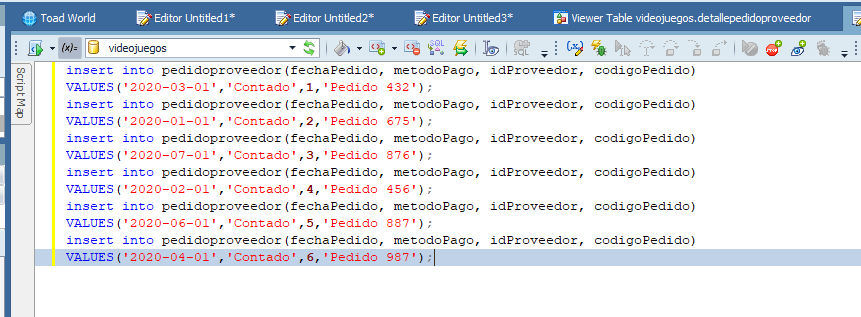 Toad World Editor Untitled1* Editor Untitled2* Editor Untitled3* Viewer Table videojuegos.detallepedidoproveedor
(x)= videojuegos SQL SQL
Script Map
insert into pedidoproveedor(fechaPedido, metodoPago, idProveedor, codigoPedido)
VALUES('2020-03-01','Contado',1,'Pedido 432');
insert into pedidoproveedor(fechaPedido, metodoPago, idProveedor, codigoPedido)
VALUES('2020-01-01','Contado',2,'Pedido 675');
insert into pedidoproveedor(fechaPedido, metodoPago, idProveedor, codigoPedido)
VALUES('2020-07-01','Contado',3,'Pedido 876');
insert into pedidoproveedor(fechaPedido, metodoPago, idProveedor, codigoPedido)
VALUES('2020-02-01','Contado',4,'Pedido 456');
insert into pedidoproveedor(fechaPedido, metodoPago, idProveedor, codigoPedido)
VALUES('2020-06-01','Contado',5,'Pedido 887');
insert into pedidoproveedor(fechaPedido, metodoPago, idProveedor, codigoPedido)
VALUES('2020-04-01','Contado',6,'Pedido 987');